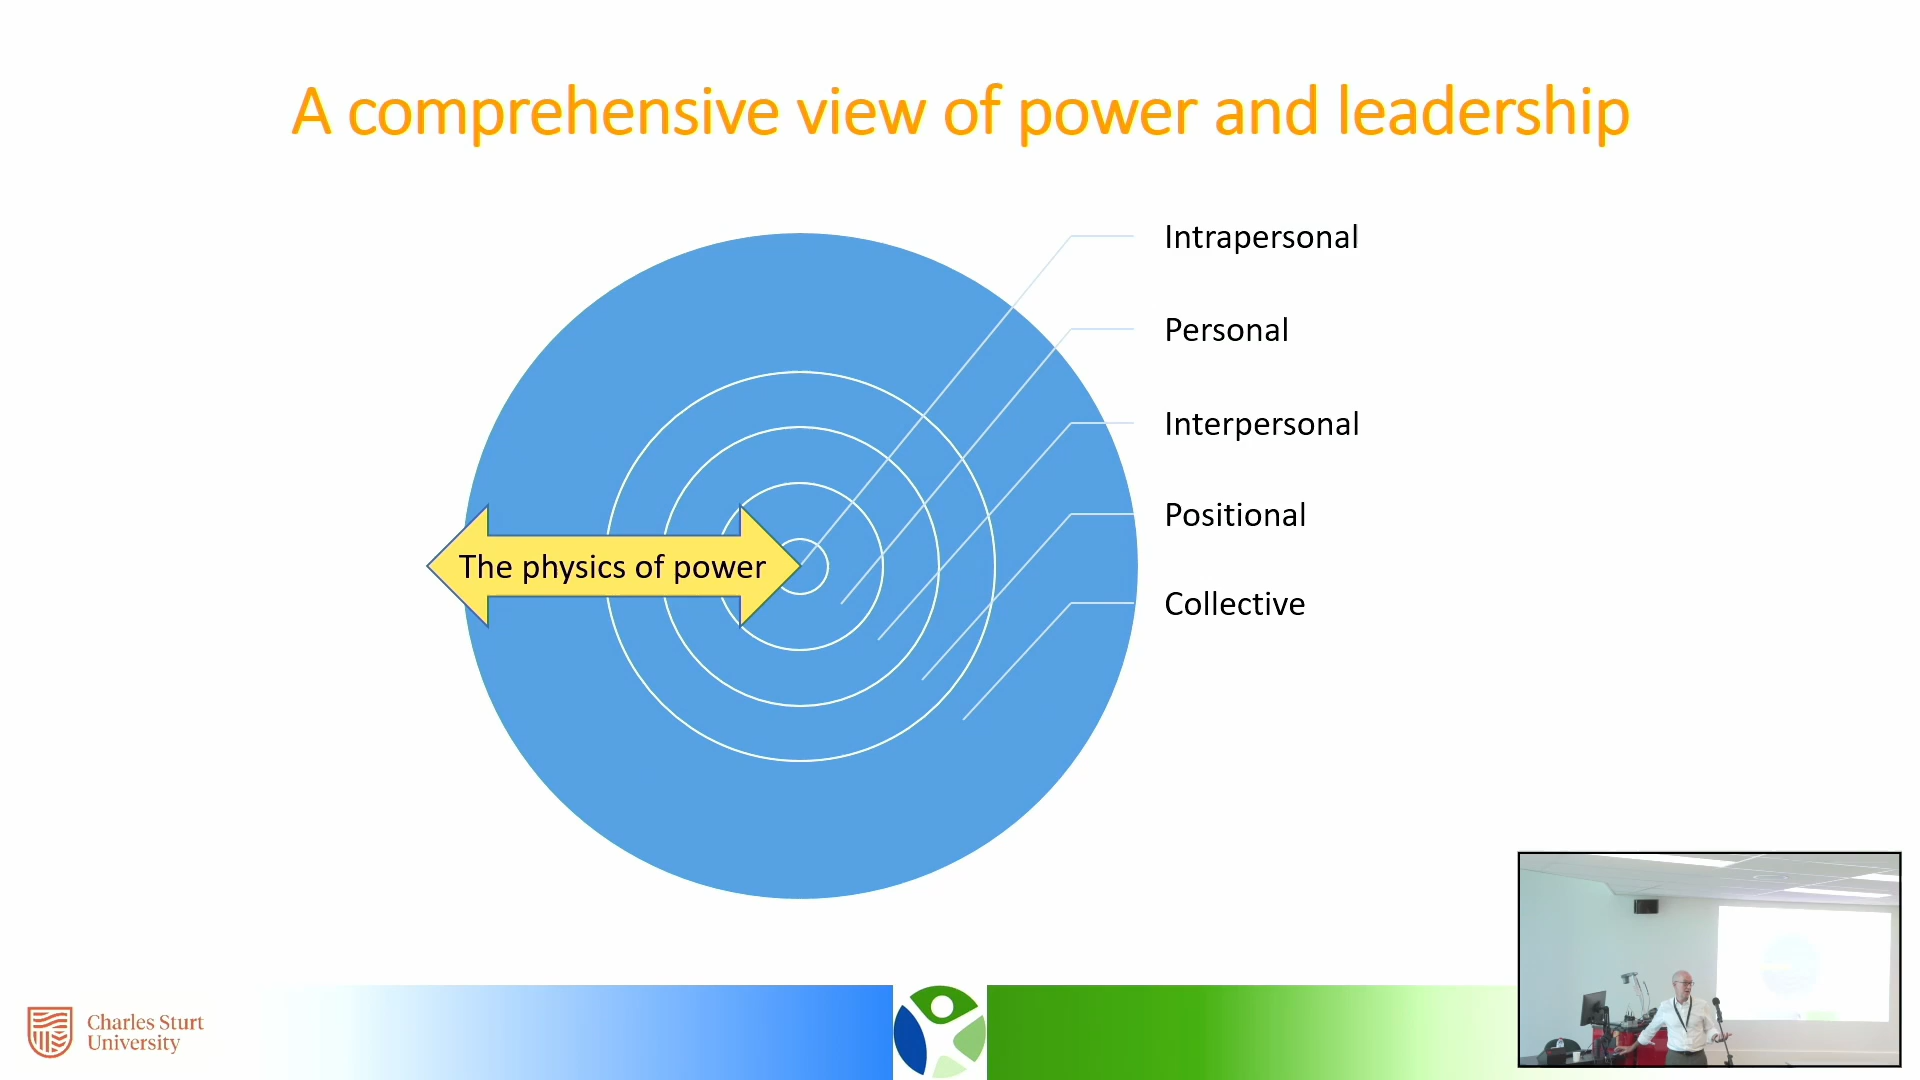 A comprehensive view of power and leadership
Intrapersonal
Personal
Interpersonal
Positional
The physics of power
Collective
Charles Sturt
University